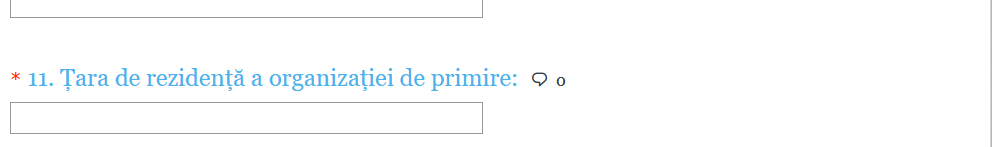 * 11. Țara de rezidență a organizației de primire: 0